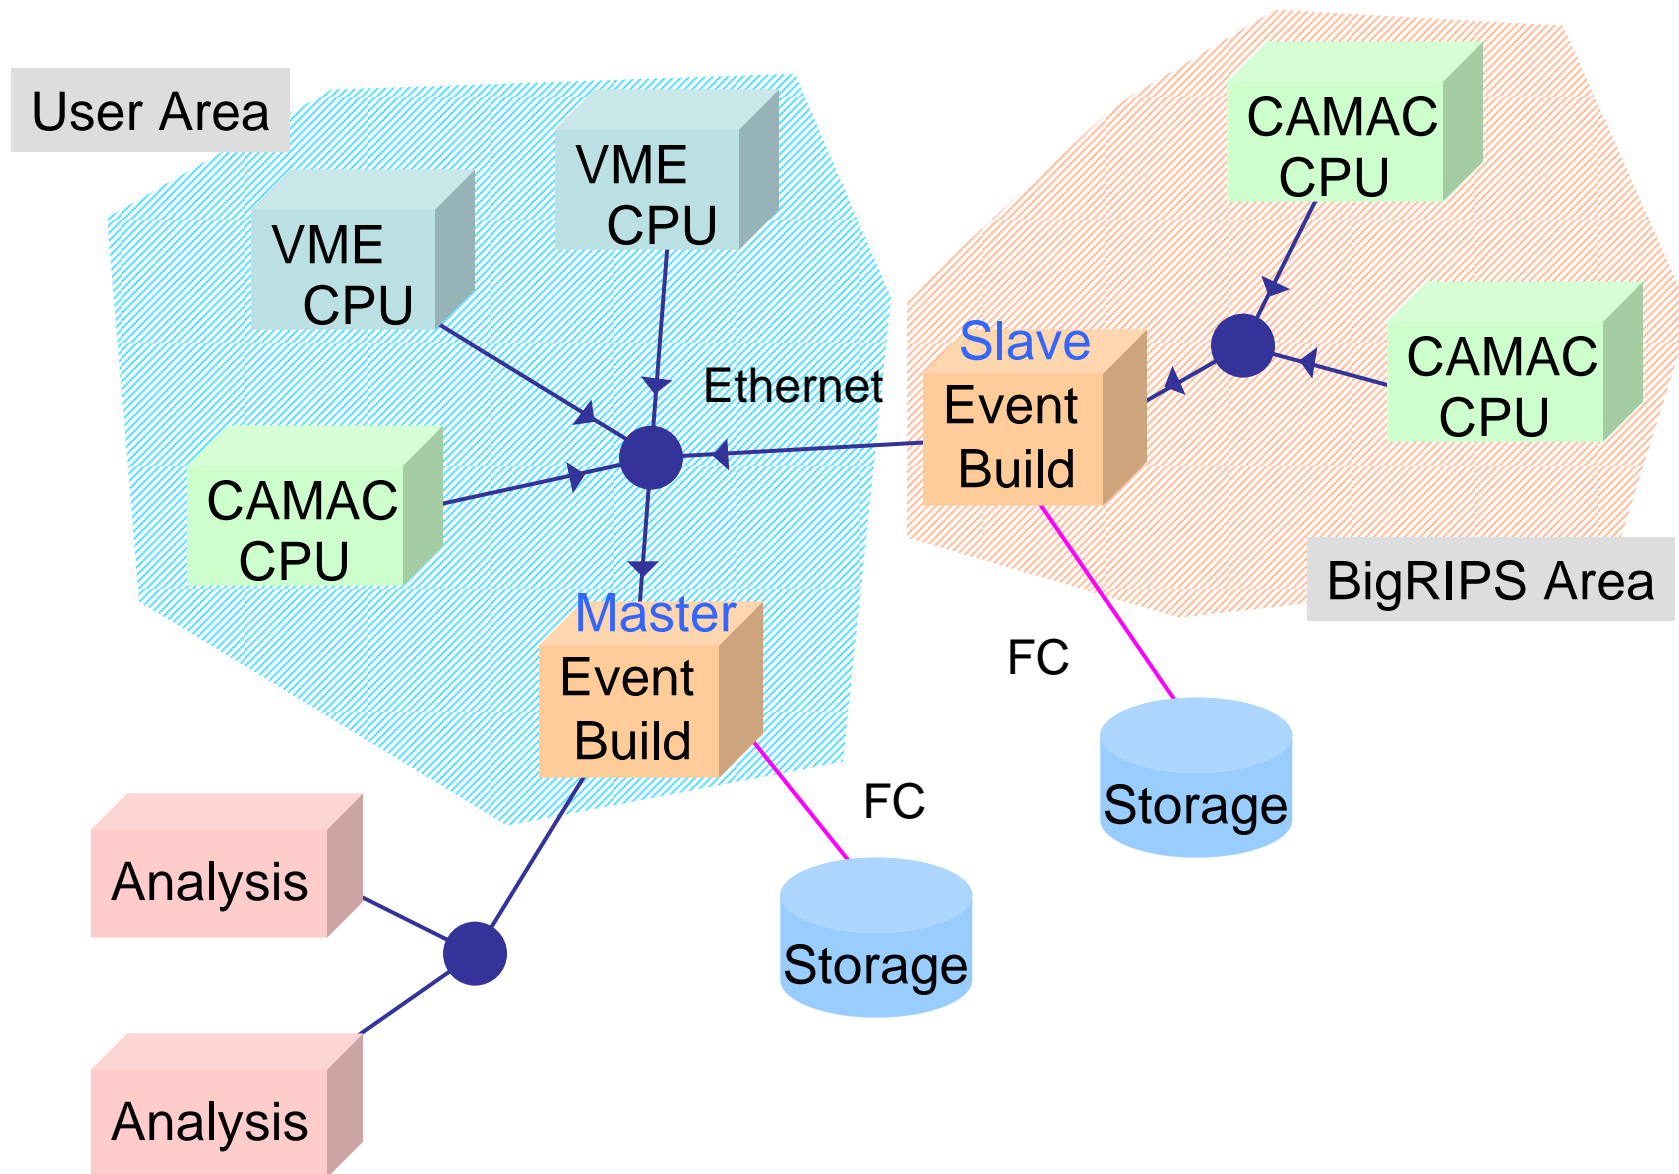 User Area
VME
CPU
VME
CPU
CAMAC
CPU
Ethernet
Master
Event
Build
CAMAC
CPU
CAMAC
CPU
Slave
Event
Build
BigRIPS Area
FC
Storage
FC
Storage
Analysis
Analysis